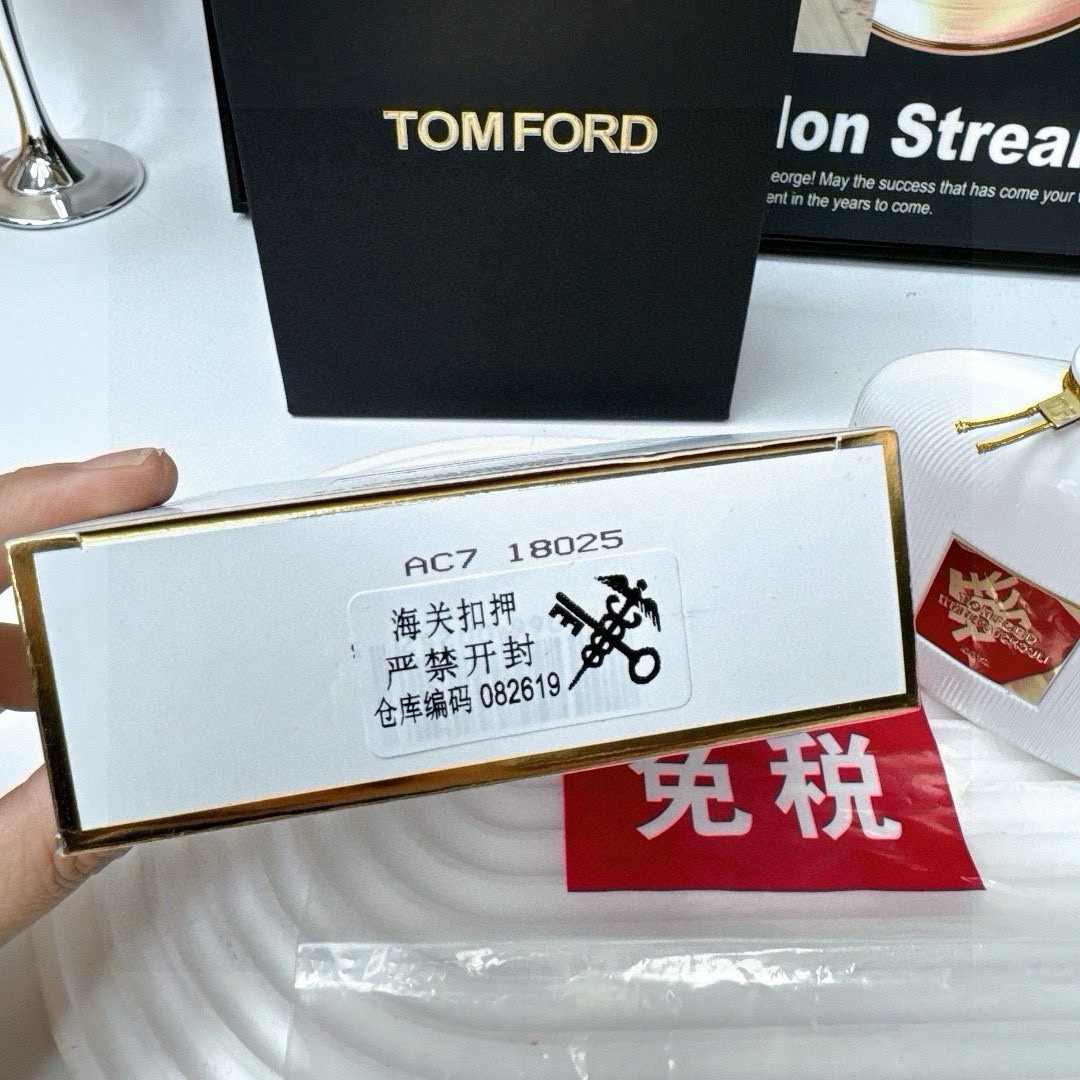 TOM FORD
lon Strea
eorge! May the success that has come your
ent in the years to come.
AC7 18025
海关扣押
严禁开封
仓库编码 082619
免税